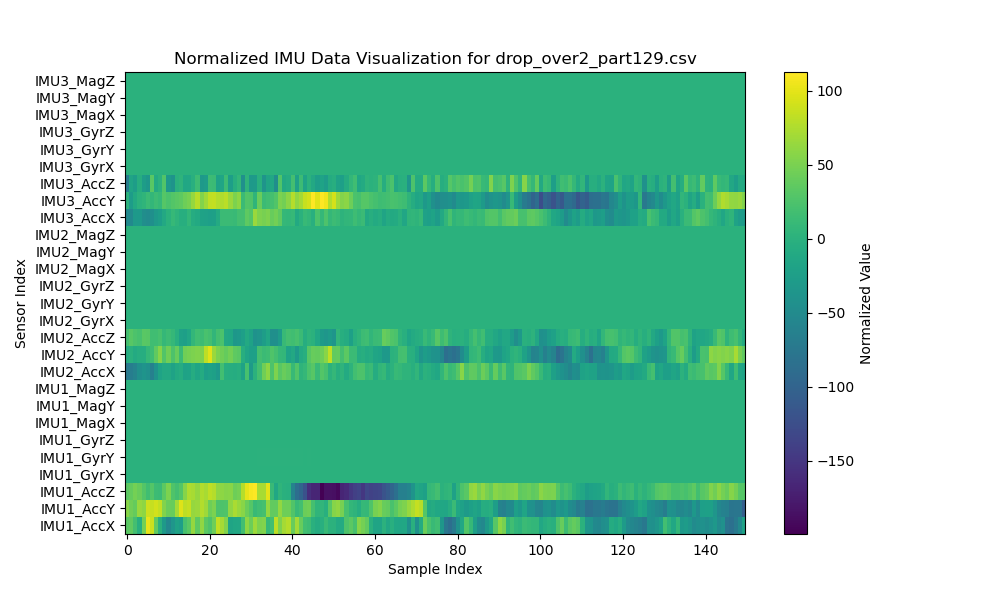 Normalized IMU Data Visualization for drop_over2_part129.csv
IMU3_MagZ
IMU3_MagY
IMU3_MagX
IMU3_GyrZ
IMU3_GyrY
IMU3_GyrX
IMU3_AccZ
IMU3_AccY
IMU3_AccX
IMU2_MagZ
IMU2_MagY
IMU2_MagX
IMU2_GyrZ
IMU2_GyrY
IMU2_GyrX
IMU2_AccZ
IMU2_AccY
IMU2_AccX
IMU1_MagZ
IMU1_MagY
IMU1_MagX
IMU1_GyrZ
IMU1_GyrY
IMU1_GyrX
IMU1_AccZ
IMU1_AccY
IMU1_AccX
Sensor Index
0 20 40 60 80 100 120 140
Sample Index
100
50
0
−50
−100
−150
Normalized Value